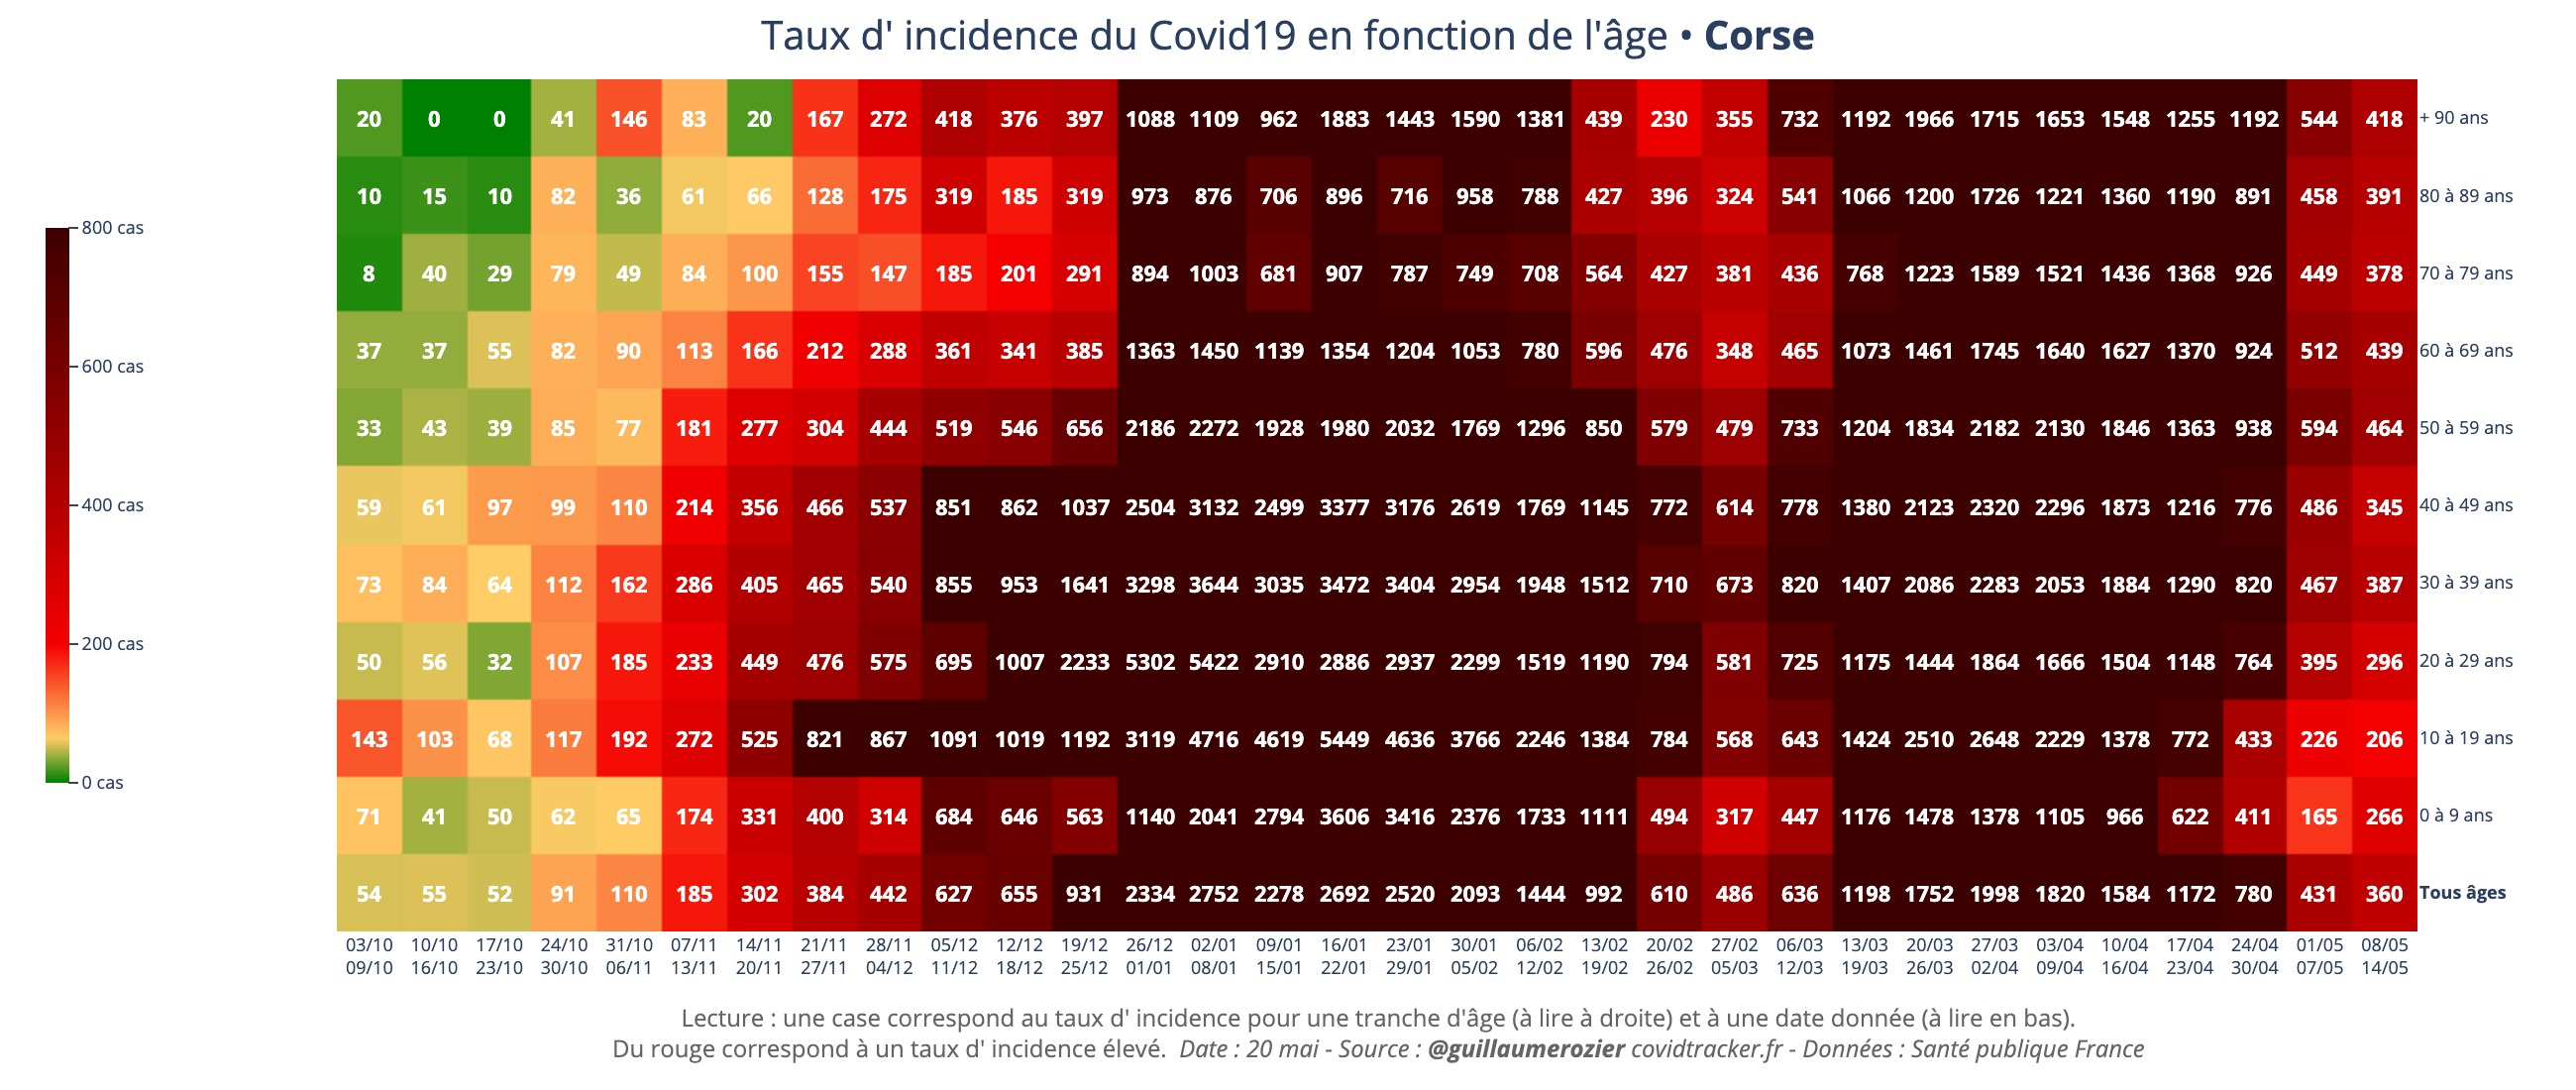 Taux d' incidence du Covid19 en fonction de l'âge • Corse
800 cas
600 cas
400 cas
200 cas
0 cas
20 0 0 41 146 83 20 167 272 418 376 397 1088 1109 962 1883 1443 1590 1381 439 230 355 732 1192 1966 1715 1653 1548 1255 1192 544 418 + 90 ans
10 15 10 82 36 61 66 128 175 319 185 319 973 876 706 896 716 958 788 427 396 324 541 1066 1200 1726 1221 1360 1190 891 458 391 80 à 89 ans
8 40 29 79 49 84 100 155 147 185 201 291 894 1003 681 907 787 749 708 564 427 381 436 768 1223 1589 1521 1436 1368 926 449 378 70 à 79 ans
37 37 55 82 90 113 166 212 288 361 341 385 1363 1450 1139 1354 1204 1053 780 596 476 348 465 1073 1461 1745 1640 1627 1370 924 512 439 60 à 69 ans
33 43 39 85 77 181 277 304 444 519 546 656 2186 2272 1928 1980 2032 1769 1296 850 579 479 733 1204 1834 2182 2130 1846 1363 938 594 464 50 à 59 ans
59 61 97 99 110 214 356 466 537 851 862 1037 2504 3132 2499 3377 3176 2619 1769 1145 772 614 778 1380 2123 2320 2296 1873 1216 776 486 345 40 à 49 ans
73 84 64 112 162 286 405 465 540 855 953 1641 3298 3644 3035 3472 3404 2954 1948 1512 710 673 820 1407 2086 2283 2053 1884 1290 820 467 387 30 à 39 ans
50 56 32 107 185 233 449 476 575 695 1007 2233 5302 5422 2910 2886 2937 2299 1519 1190 794 581 725 1175 1444 1864 1666 1504 1148 764 395 296 20 à 29 ans
143 103 68 117 192 272 525 821 867 1091 1019 1192 3119 4716 4619 5449 4636 3766 2246 1384 784 568 643 1424 2510 2648 2229 1378 772 433 226 206 10 à 19 ans
71 41 50 62 65 174 331 400 314 684 646 563 1140 2041 2794 3606 3416 2376 1733 1111 494 317 447 1176 1478 1378 1105 966 622 411 165 266 0 à 9 ans
54 55 52 91 110 185 302 384 442 627 655 931 2334 2752 2278 2692 2520 2093 1444 992 610 486 636 1198 1752 1998 1820 1584 1172 780 431 360 Tous âges
03/10 10/10 17/10 24/10 31/10 07/11 14/11 21/11 28/11 05/12 12/12 19/12 26/12 02/01 09/01 16/01 23/01 30/01 06/02 13/02 20/02 27/02 06/03 13/03 20/03 27/03 03/04 10/04 17/04 24/04 01/05 08/05
09/10 16/10 23/10 30/10 06/11 13/11 20/11 27/11 04/12 11/12 18/12 25/12 01/01 08/01 15/01 22/01 29/01 05/02 12/02 19/02 26/02 05/03 12/03 19/03 26/03 02/04 09/04 16/04 23/04 30/04 07/05 14/05
Lecture : une case correspond au taux d' incidence pour une tranche d'âge (à lire à droite) et à une date donnée (à lire en bas).
Du rouge correspond à un taux d' incidence élevé. Date : 20 mai - Source : @guillaumerozier covidtracker.fr - Données : Santé publique France